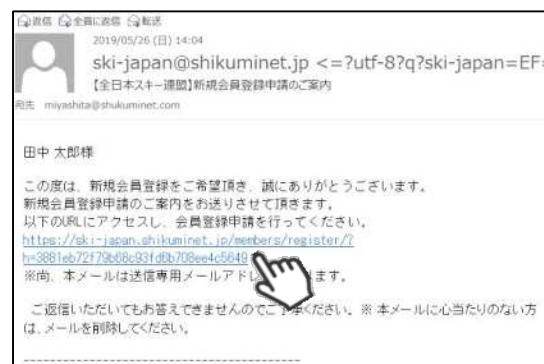 返信 全員に返信 転送
2019/05/26 (日) 14:04
ski-japan@shikuminet.jp <=?utf-8?q?ski-japan=EF=
【全日本スキー連盟】新規会員登録申請のご案内
宛先 miyashita@shukuminet.com
田中 太郎様
この度は、新規会員登録をご希望頂き、誠にありがとうございます。
新規会員登録申請のご案内をお送りさせて頂きます。
以下のURLにアクセスし、会員登録申請を行ってください。
https://ski-japan.shikuminet.jp/members/register/?
h=3881eb72f79b68c93fd6b708ee4c5649
※尚、本メールは送信専用メールアドレ ります。
ご返信いただいてもお答えできませんのでご了承ください。※ 本メールに心当たりのない方
は、メールを削除してください。
----------------------------------------